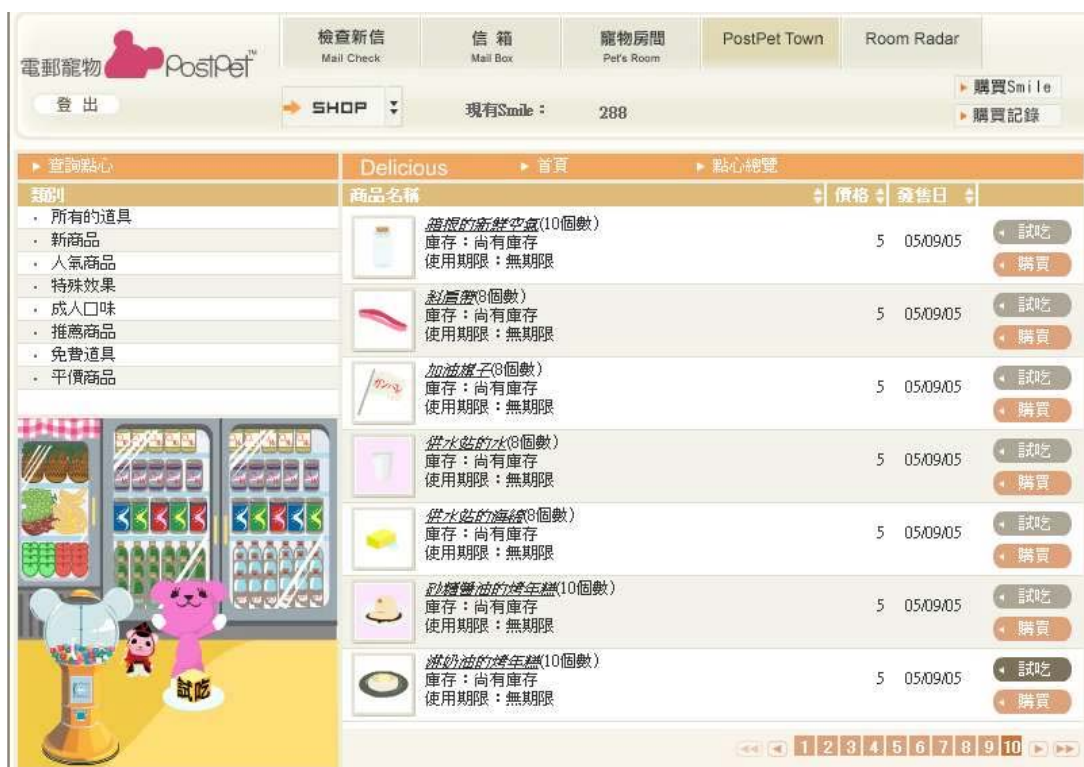 電郵寵物 PostPet™
檢查新信
Mail Check
信箱
Mail Box
寵物房間
Pet's Room
PostPet Town
Room Radar
登出
SHOP
現有Smile： 288
購買Smile
購買記錄
查詢點心
類別
· 所有的道具
· 新商品
· 人氣商品
· 特殊效果
· 成人口味
· 推薦商品
· 免費道具
· 平價商品
試吃
Delicious 首頁 點心總覽
商品名稱 價格 發售日
箱根的新鮮空氣(10個數)
庫存：尚有庫存 5 05/09/05
使用期限：無期限
試吃
購買
斜肩帶(8個數)
庫存：尚有庫存 5 05/09/05
使用期限：無期限
試吃
購買
加油旗子(8個數)
庫存：尚有庫存 5 05/09/05
使用期限：無期限
試吃
購買
供水站的水(8個數)
庫存：尚有庫存 5 05/09/05
使用期限：無期限
試吃
購買
供水站的海綿(8個數)
庫存：尚有庫存 5 05/09/05
使用期限：無期限
試吃
購買
砂糖醬油的烤年糕(10個數)
庫存：尚有庫存 5 05/09/05
使用期限：無期限
試吃
購買
淋奶油的烤年糕(10個數)
庫存：尚有庫存 5 05/09/05
使用期限：無期限
試吃
購買
1 2 3 4 5 6 7 8 9 10